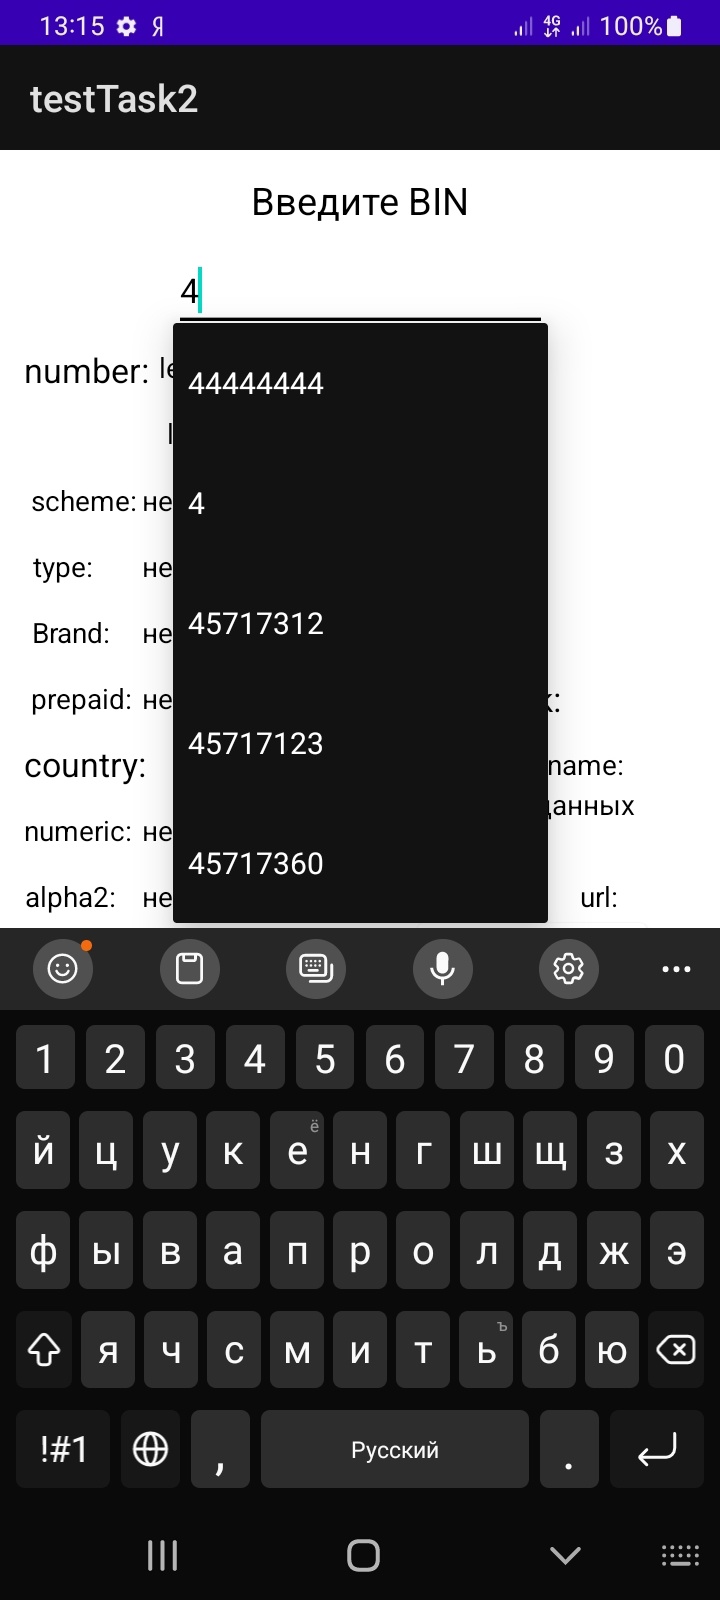 13:15 Я 4G 100%
testTask2
Введите BIN
4
number:
44444444
scheme: не
4
type: не
Brand: не
45717312
prepaid: не
45717123
country:
name:
данных
numeric: не
45717360
alpha2: не
url:
1 2 3 4 5 6 7 8 9 0
й ц у к е ё н г ш щ з х
ф ы в а п р о л д ж э
я ч с м и т ь ъ б ю
!#1 , Русский .